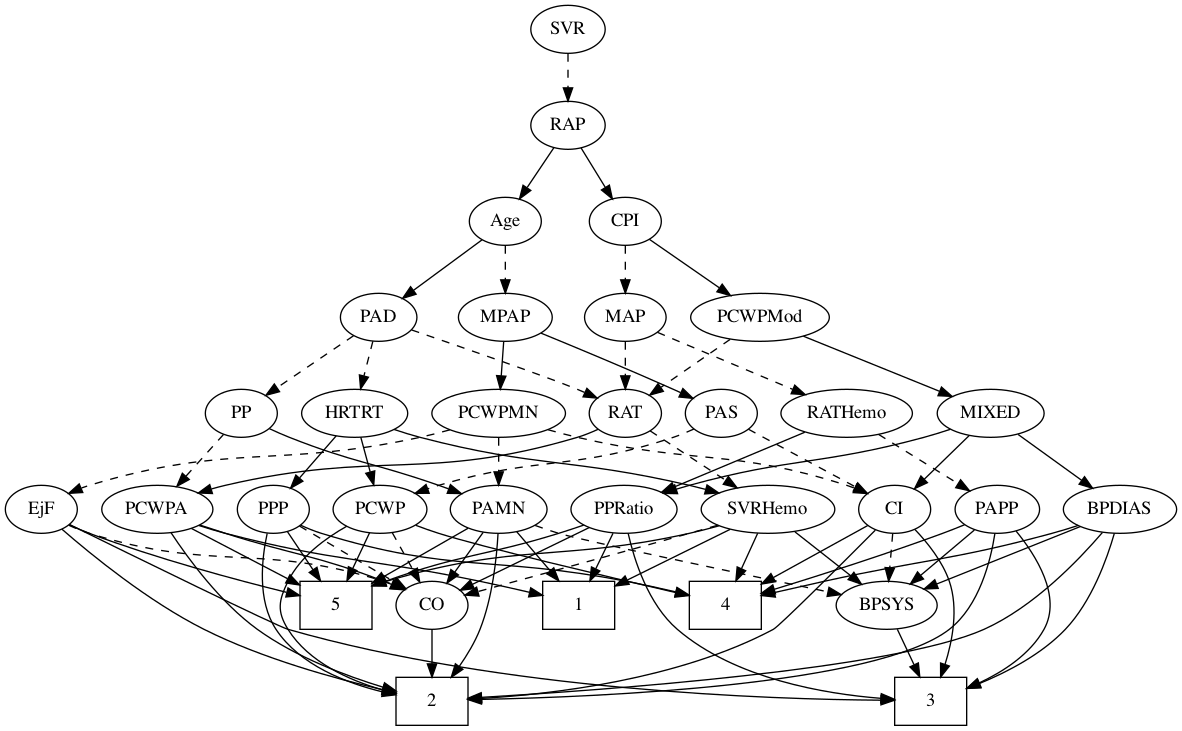 SVR
RAP
Age
CPI
PAD
MPAP
MAP
PCWPMod
PP
HRTRT
PCWPMN
RAT
PAS
RATHemo
MIXED
EjF
PCWPA
PPP
PCWP
PAMN
PPRatio
SVRHemo
CI
PAPP
BPDIAS
5
CO
1
4
BPSYS
2
3